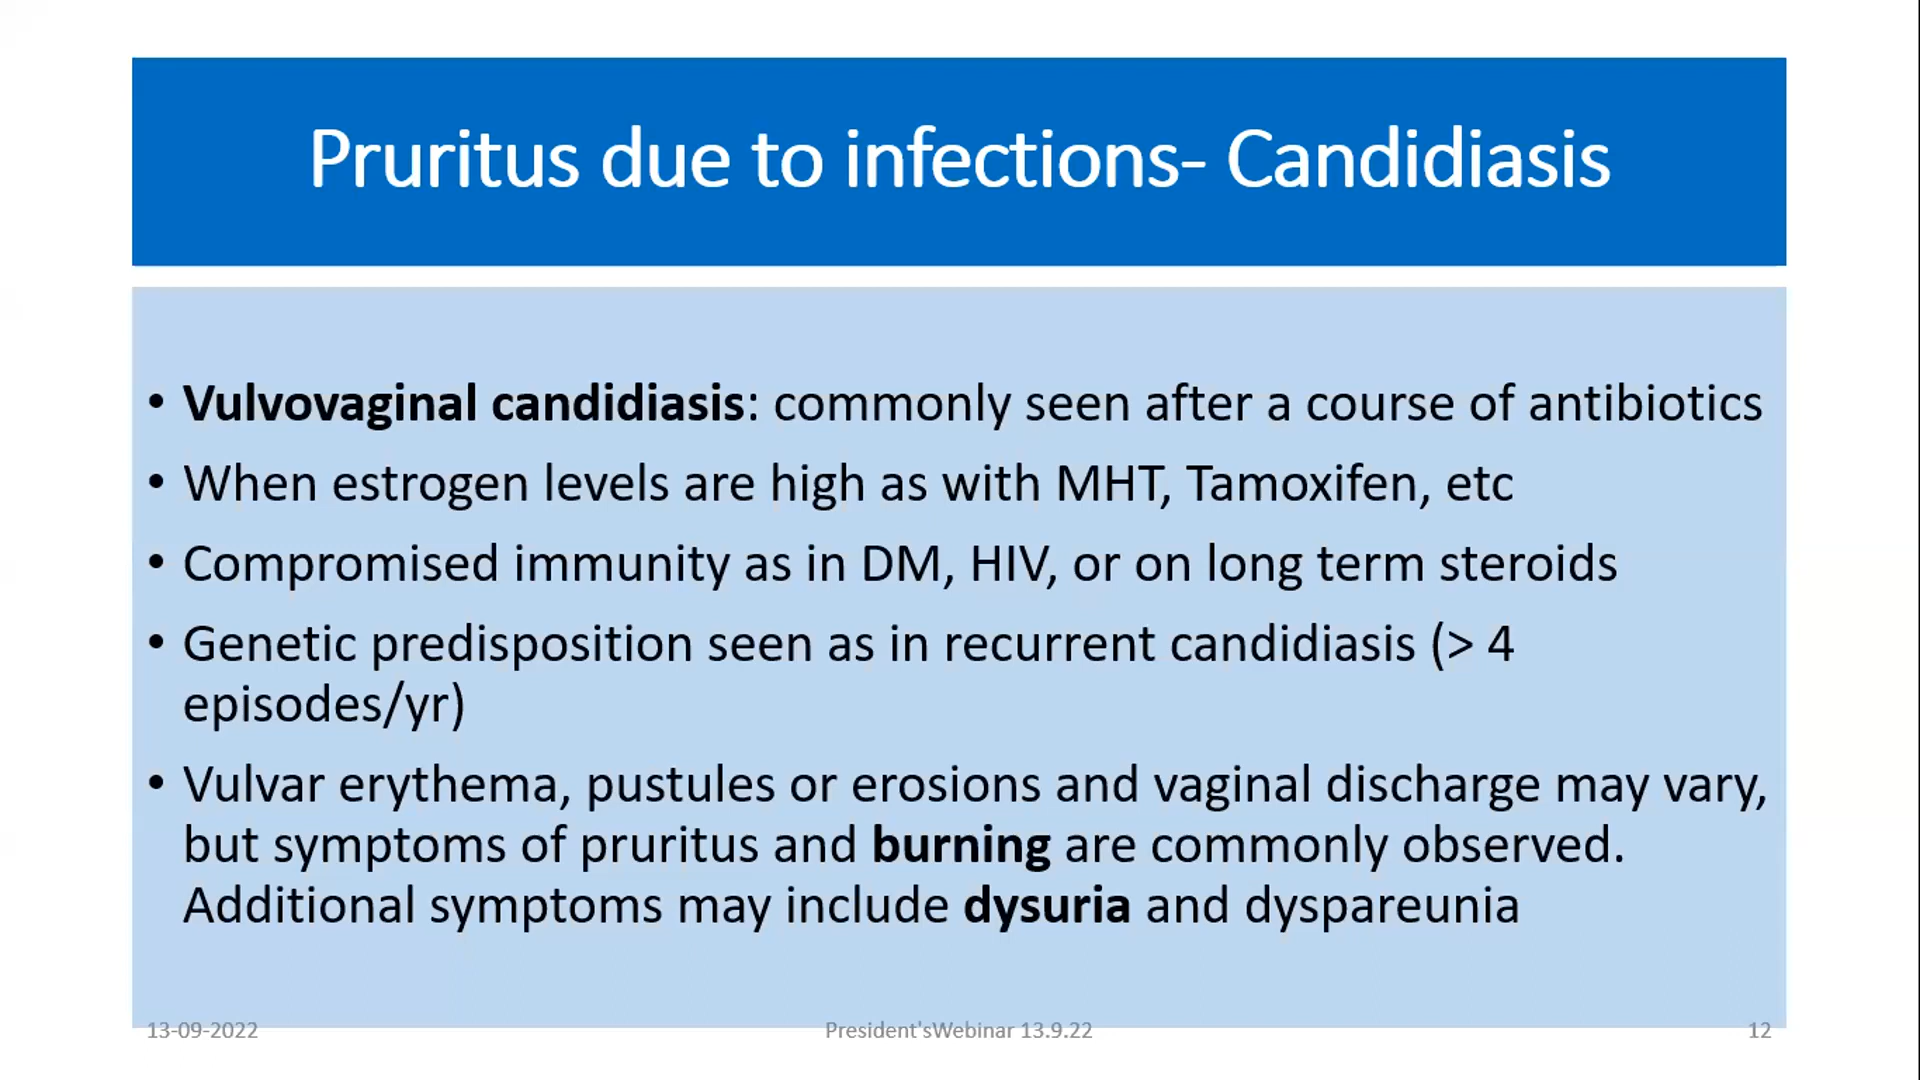 Pruritus due to infections- Candidiasis
• Vulvovaginal candidiasis: commonly seen after a course of antibiotics
• When estrogen levels are high as with MHT, Tamoxifen, etc
• Compromised immunity as in DM, HIV, or on long term steroids
• Genetic predisposition seen as in recurrent candidiasis (> 4
episodes/yr)
• Vulvar erythema, pustules or erosions and vaginal discharge may vary,
but symptoms of pruritus and burning are commonly observed.
Additional symptoms may include dysuria and dyspareunia
13-09-2022 President'sWebinar 13.9.22 12